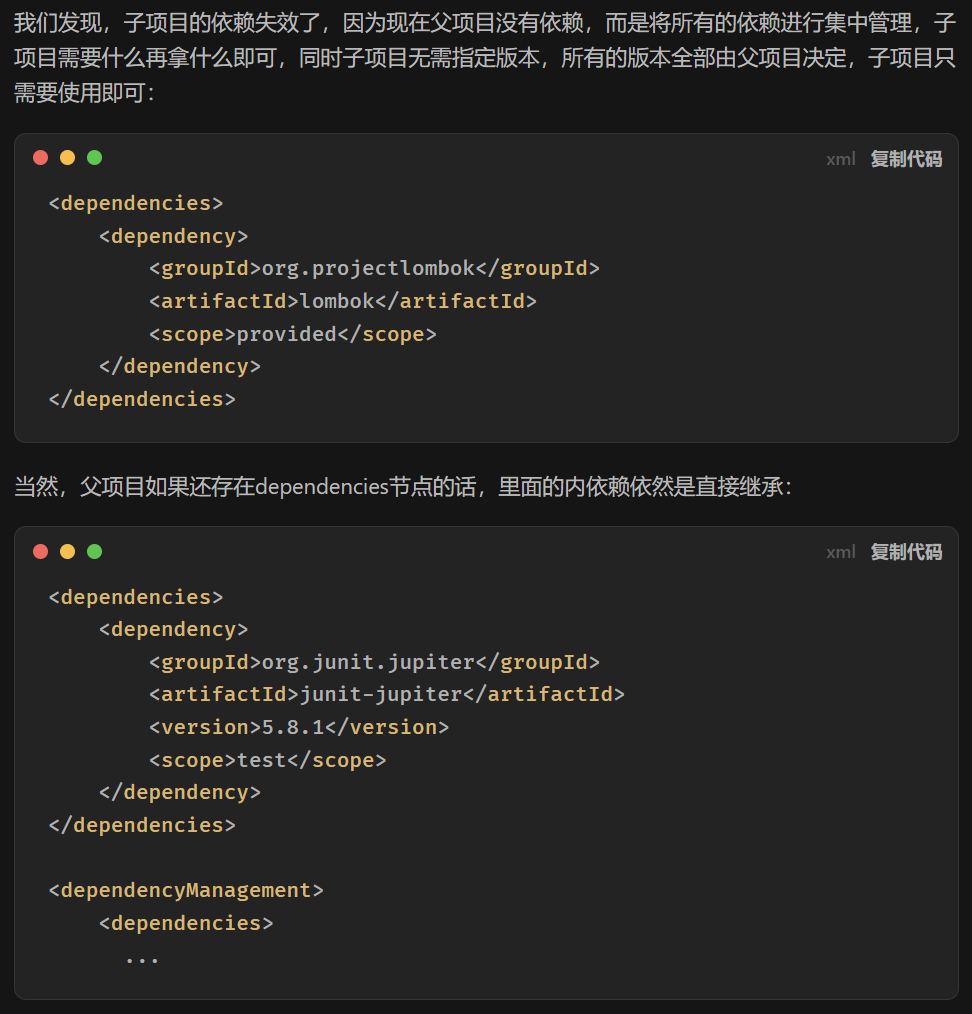 我们发现，子项目的依赖失效了，因为现在父项目没有依赖，而是将所有的依赖进行集中管理，子
项目需要什么再拿什么即可，同时子项目无需指定版本，所有的版本全部由父项目决定，子项目只
需要使用即可：
xml 复制代码
<dependencies>
    <dependency>
        <groupId>org.projectlombok</groupId>
        <artifactId>lombok</artifactId>
        <scope>provided</scope>
    </dependency>
</dependencies>
当然，父项目如果还存在dependencies节点的话，里面的内依赖依然是直接继承：
xml 复制代码
<dependencies>
    <dependency>
        <groupId>org.junit.jupiter</groupId>
        <artifactId>junit-jupiter</artifactId>
        <version>5.8.1</version>
        <scope>test</scope>
    </dependency>
</dependencies>
<dependencyManagement>
    <dependencies>
      ...